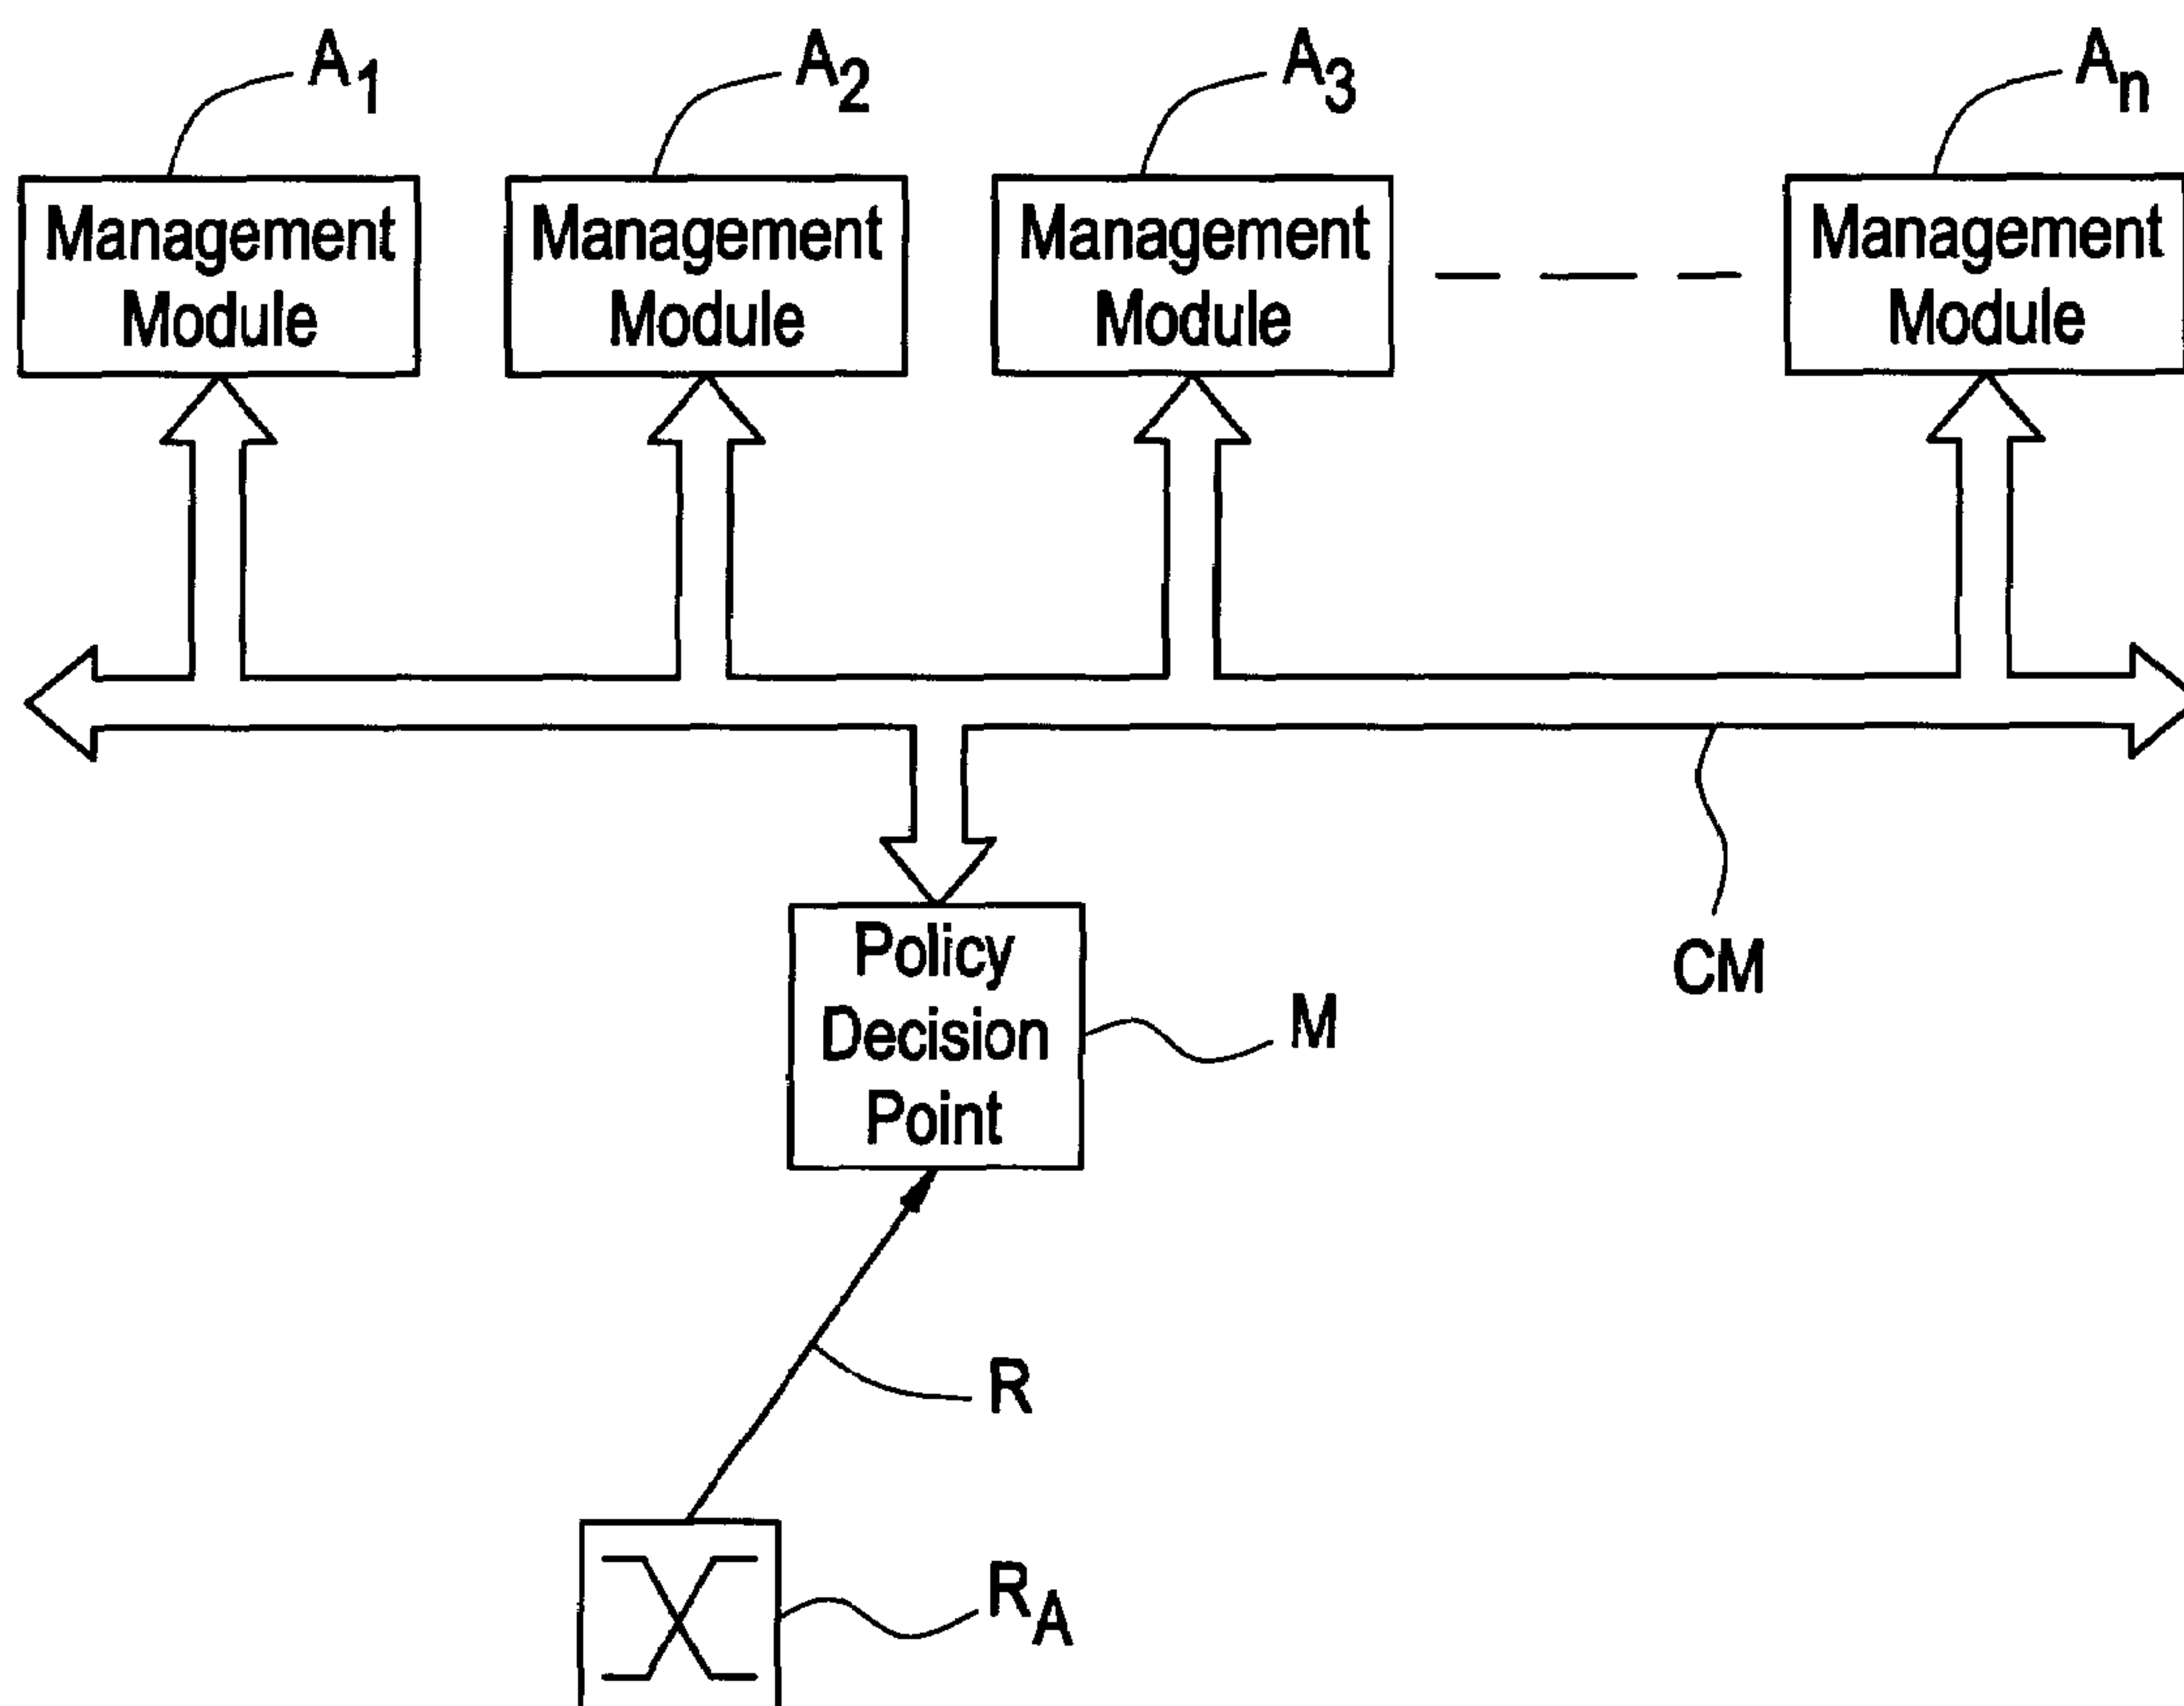 A1
A2
A3
An
Management
Module
Management
Module
Management
Module
Management
Module
CM
Policy
Decision
Point
M
R
RA